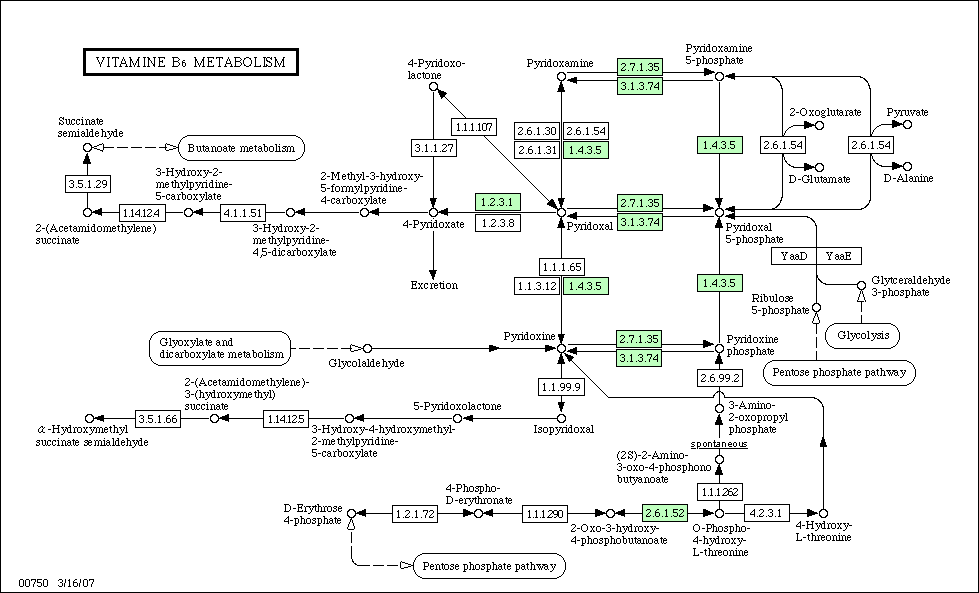 VITAMINE B6 METABOLISM
4-Pyridoxo-
lactone
Pyridoxamine
2.7.1.35
3.1.3.74
Pyridoxamine
5-phosphate
Succinate
semialdehyde
Butanoate metabolism
1.1.1.107
3.1.1.27
2.6.1.30
2.6.1.54
2.6.1.31
1.4.3.5
1.4.3.5
2-Oxoglutarate
2.6.1.54
D-Glutamate
Pyruvate
2.6.1.54
D-Alanine
3.5.1.29
3-Hydroxy-2-
methylpyridine-
5-carboxylate
2-Methyl-3-hydroxy-
5-formylpyridine-
4-carboxylate
1.2.3.1
1.2.3.8
2.7.1.35
3.1.3.74
1.14.12.4
4.1.1.51
2-(Acetamidomethylene)
succinate
3-Hydroxy-2-
methylpyridine-
4,5-dicarboxylate
4-Pyridoxate
Pyridoxal
Pyridoxal
5-phosphate
Excretion
1.1.1.65
1.1.3.12
1.4.3.5
1.4.3.5
YaaD
YaaE
Glytceraldehyde
3-phosphate
Ribulose
5-phosphate
Glycolysis
Pentose phosphate pathway
Glyoxylate and
dicarboxylate metabolism
Glycolaldehyde
Pyridoxine
2.7.1.35
3.1.3.74
Pyridoxine
phosphate
1.1.99.9
2.6.99.2
2-(Acetamidomethylene)-
3-(hydroxymethyl)
succinate
5-Pyridoxolactone
3.5.1.66
1.14.12.5
α-Hydroxymethyl
succinate semialdehyde
3-Hydroxy-4-hydroxymethyl-
2-methylpyridine-
5-carboxylate
Isopyridoxal
3-Amino-
2-oxopropyl
phosphate
spontaneous
(2S)-2-Amino-
3-oxo-4-phosphono
butyanoate
1.1.1.262
D-Erythrose
4-phosphate
1.2.1.72
4-Phospho-
D-erythronate
1.1.1.290
2-Oxo-3-hydroxy-
4-phosphobutanoate
2.6.1.52
O-Phospho-
4-hydroxy-
L-threonine
4.2.3.1
4-Hydroxy-
L-threonine
Pentose phosphate pathway
00750 3/16/07